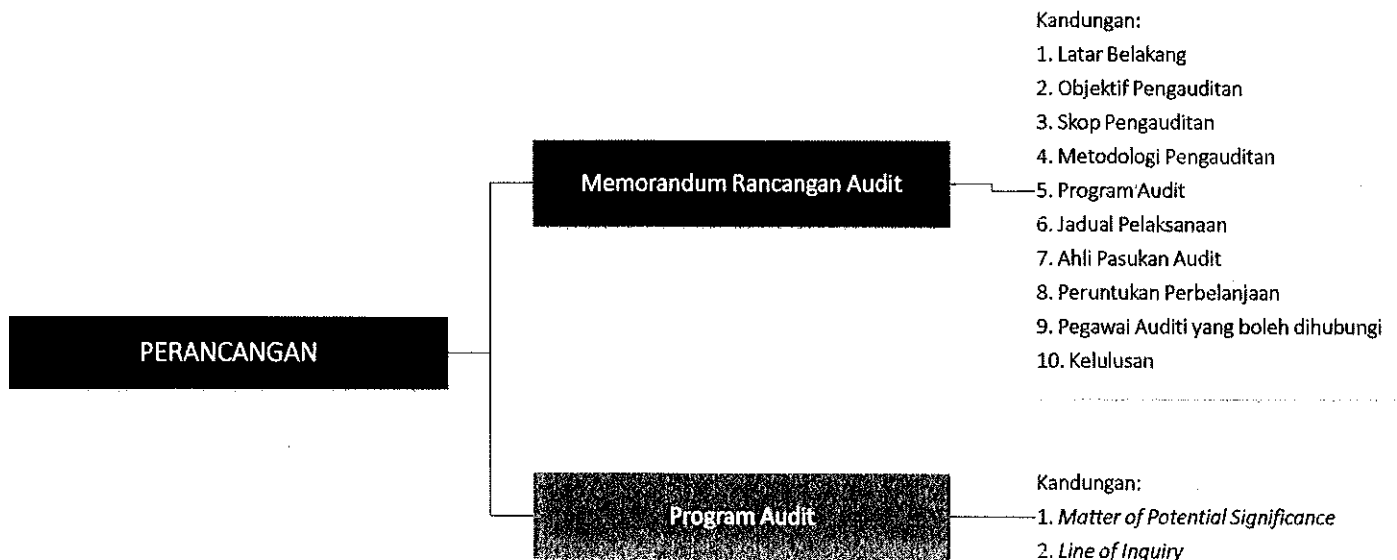 PERANCANGAN
Memorandum Rancangan Audit
Kandungan:
1. Latar Belakang
2. Objektif Pengauditan
3. Skop Pengauditan
4. Metodologi Pengauditan
5. Program Audit
6. Jadual Pelaksanaan
7. Ahli Pasukan Audit
8. Peruntukan Perbelanjaan
9. Pegawai Auditi yang boleh dihubungi
10. Kelulusan
Program Audit
Kandungan:
1. Matter of Potential Significance
2. Line of Inquiry